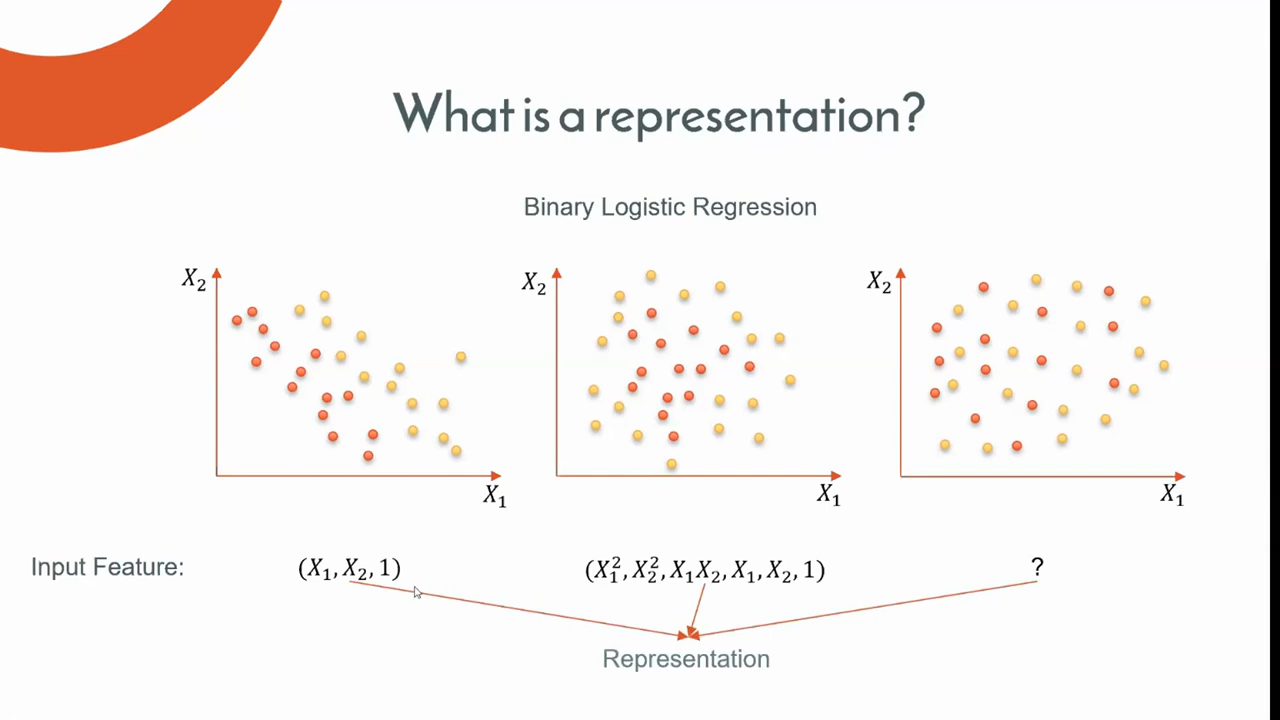 What is a representation?
Binary Logistic Regression
X₂ X₂ X₂
X₁ X₁ X₁
Input Feature: (X₁, X₂, 1) (X₁², X₂², X₁X₂, X₁, X₂, 1) ?
Representation